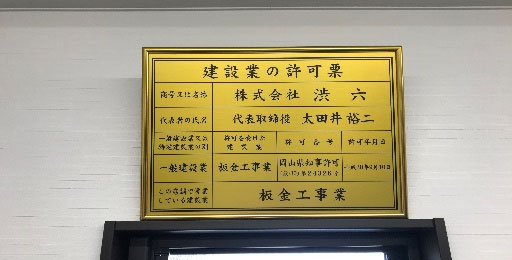 建設業の許可票
商号又は名称 株式会社 渋 六
代表者の氏名 代表取締役 太田井裕二
一般建設業又は
特定建設業の別
許可を受けた
建設業
許可番号 許可年月日
一般建設業 板金工事業 岡山県知事許可
この店舗で営業
している建設業
板金工事業